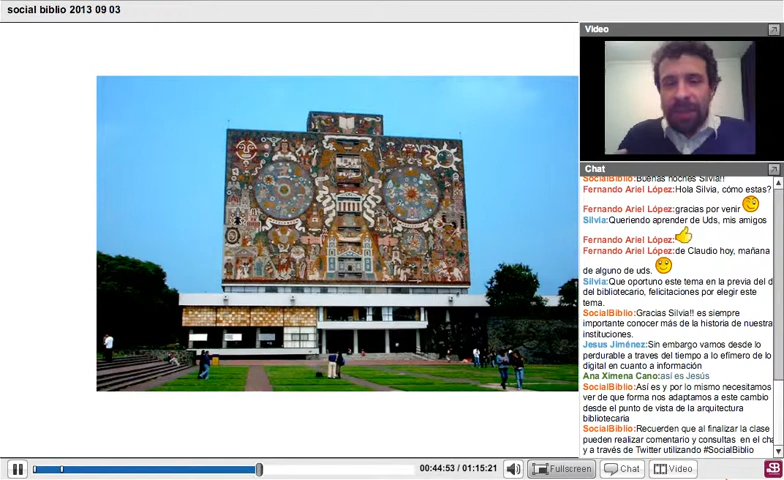 social biblio 2013 09 03
Video
Chat
SocialBiblio:Buenas noches Silvia!!
Fernando Ariel López:Hola Silvia, cómo estas?
Fernando Ariel López:gracias por venir
Silvia:Queriendo aprender de Uds, mis amigos
Fernando Ariel López:
Fernando Ariel López:de Claudio hoy, mañana
de alguno de uds.
Silvia:Que oportuno este tema en la previa del d
del bibliotecario, felicitaciones por elegir este
tema.
SocialBiblio:Gracias Silvia!! es siempre
importante conocer más de la historia de nuestra
instituciones.
Jesus Jiménez:Sin embargo vamos desde lo
perdurable a traves del tiempo a lo efímero de lo
digital en cuanto a información
Ana Ximena Cano:así es Jesús
SocialBiblio:Así es y por lo mismo necesitamos
ver de que forma nos adaptamos a este cambio
desde el punto de vista de la arquitectura
bibliotecaria
SocialBiblio:Recuerden que al finalizar la clase
pueden realizar comentario y consultas en el cha
y a través de Twitter utilizando #SocialBiblio
00:44:53 / 01:15:21
Fullscreen
Chat
Video
SB